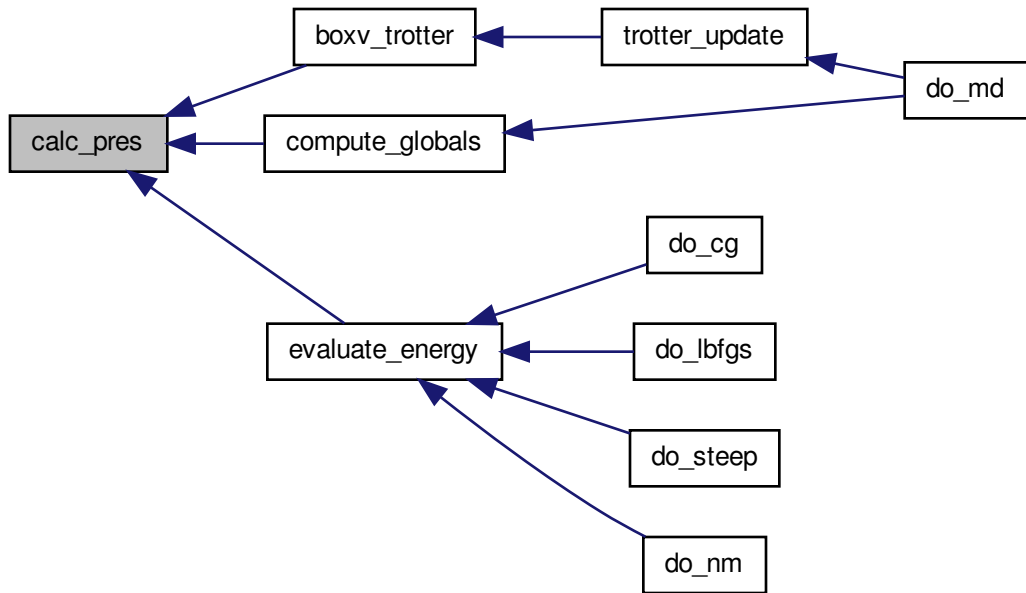 boxv_trotter
trotter_update
do_md
calc_pres
compute_globals
do_cg
evaluate_energy
do_lbfgs
do_steep
do_nm